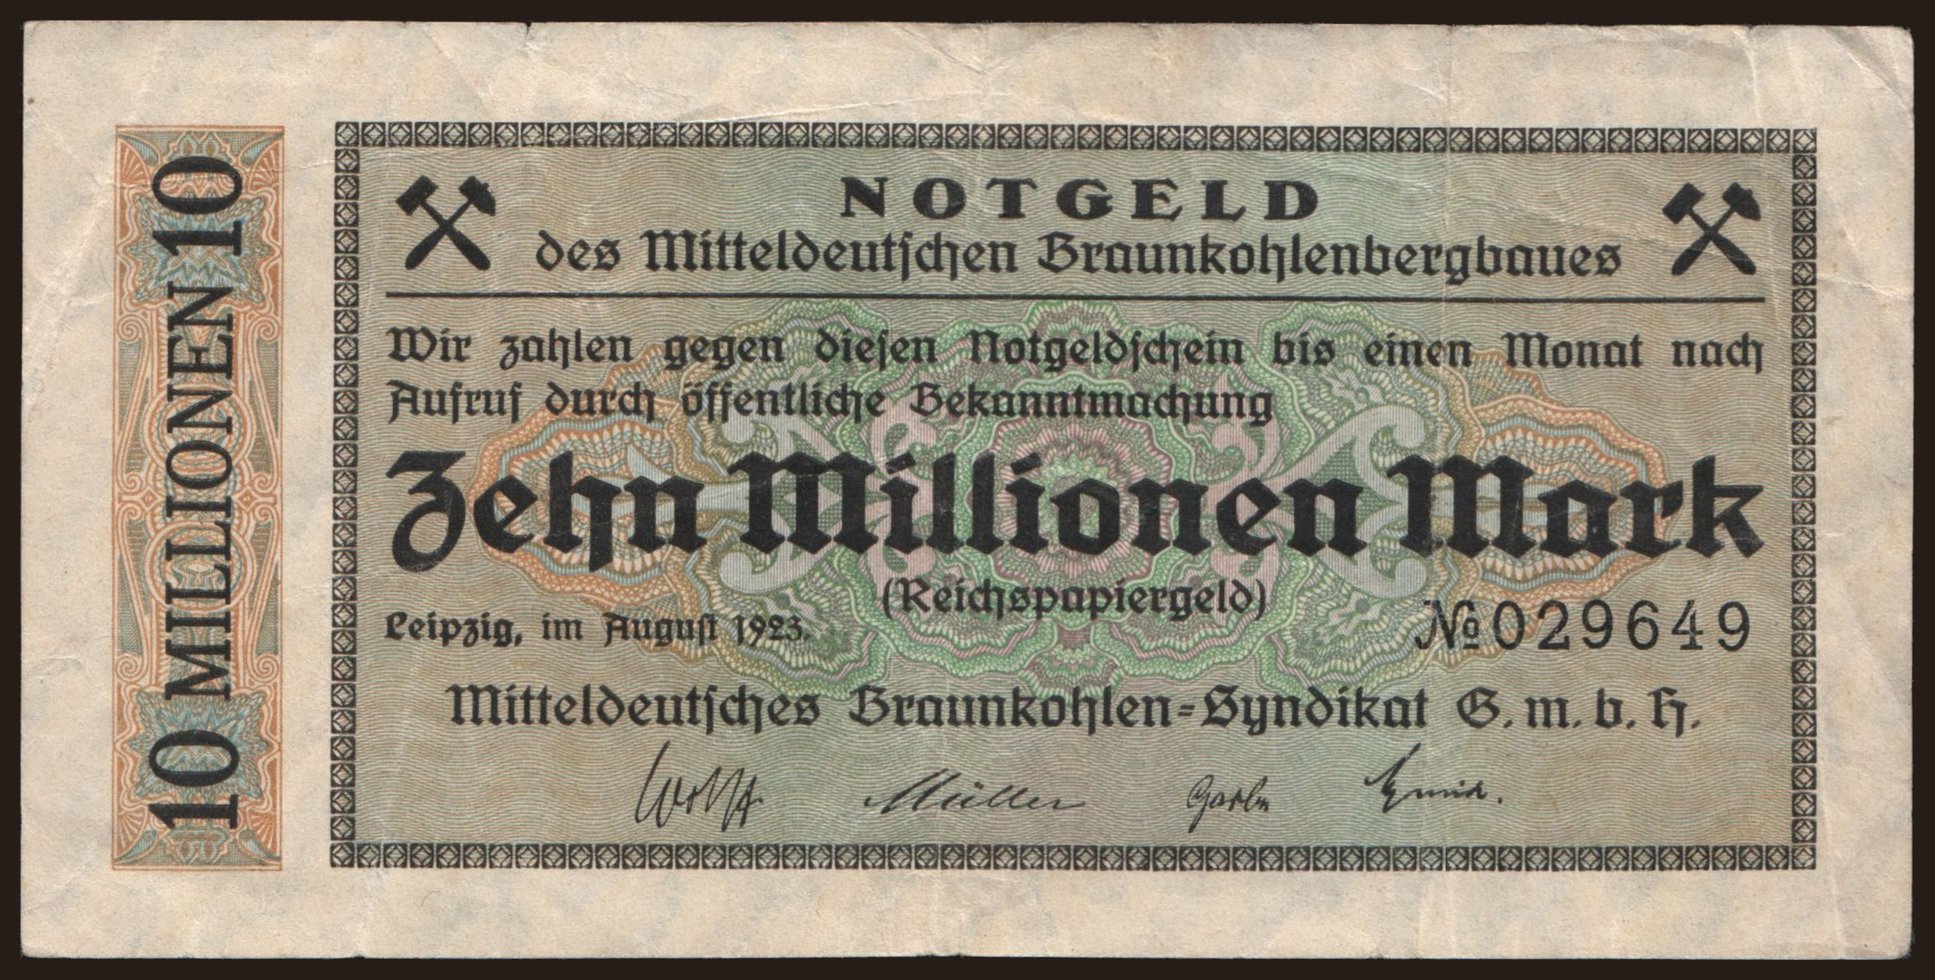 10 MILLIONEN 10
NOTGELD
des Mitteldeutschen Braunkohlenbergbaues
Wir zahlen gegen diesen Notgeldschein bis einen Monat nach
Aufruf durch öffentliche Bekanntmachung
Zehn Millionen Mark
(Reichspapiergeld)
Leipzig, im August 1923.
№ 029649
Mitteldeutsches Braunkohlen-Syndikat G.m.b.H.
Müller